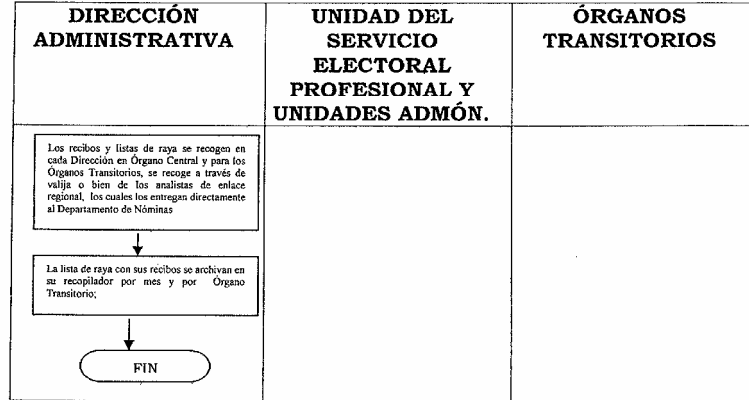 DIRECCIÓN
ADMINISTRATIVA
UNIDAD DEL
SERVICIO
ELECTORAL
PROFESIONAL Y
UNIDADES ADMÓN.
ÓRGANOS
TRANSITORIOS
Los recibos y listas de raya se recogen en
cada Dirección en Órgano Central y para los
Órganos Transitorios, se recoge a través de
valija o bien de los analistas de enlace
regional, los cuales los entregan directamente
al Departamento de Nóminas
La lista de raya con sus recibos se archivan en
su recopilador por mes y por Órgano
Transitorio;
FIN